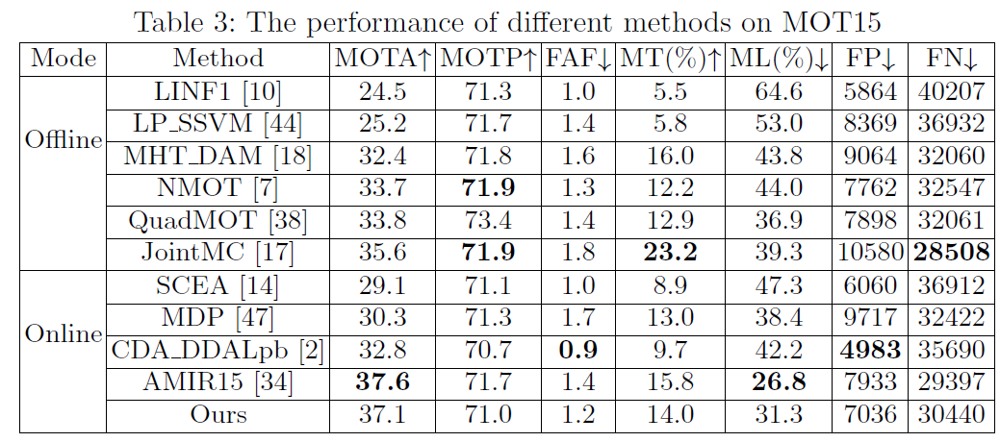 Table 3: The performance of different methods on MOT15
Mode Method MOTA↑ MOTP↑ FAF↓ MT(%)↑ ML(%)↓ FP↓ FN↓
Offline
LINF1 [10] 24.5 71.3 1.0 5.5 64.6 5864 40207
LP_SSVM [44] 25.2 71.7 1.4 5.8 53.0 8369 36932
MHT_DAM [18] 32.4 71.8 1.6 16.0 43.8 9064 32060
NMOT [7] 33.7 71.9 1.3 12.2 44.0 7762 32547
QuadMOT [38] 33.8 73.4 1.4 12.9 36.9 7898 32061
JointMC [17] 35.6 71.9 1.8 23.2 39.3 10580 28508
Online
SCEA [14] 29.1 71.1 1.0 8.9 47.3 6060 36912
MDP [47] 30.3 71.3 1.7 13.0 38.4 9717 32422
CDA_DDALpb [2] 32.8 70.7 0.9 9.7 42.2 4983 35690
AMIR15 [34] 37.6 71.7 1.4 15.8 26.8 7933 29397
Ours 37.1 71.0 1.2 14.0 31.3 7036 30440